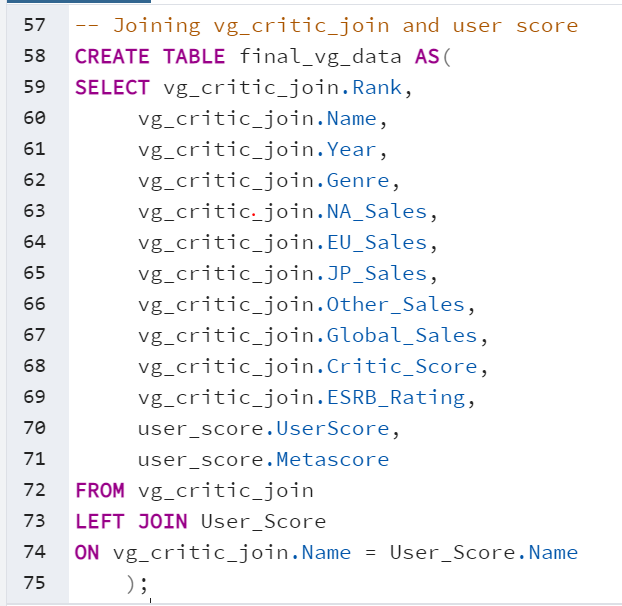 57 -- Joining vg_critic_join and user score
58 CREATE TABLE final_vg_data AS(
59 SELECT vg_critic_join.Rank,
60 vg_critic_join.Name,
61 vg_critic_join.Year,
62 vg_critic_join.Genre,
63 vg_critic_join.NA_Sales,
64 vg_critic_join.EU_Sales,
65 vg_critic_join.JP_Sales,
66 vg_critic_join.Other_Sales,
67 vg_critic_join.Global_Sales,
68 vg_critic_join.Critic_Score,
69 vg_critic_join.ESRB_Rating,
70 user_score.UserScore,
71 user_score.Metascore
72 FROM vg_critic_join
73 LEFT JOIN User_Score
74 ON vg_critic_join.Name = User_Score.Name
75 );